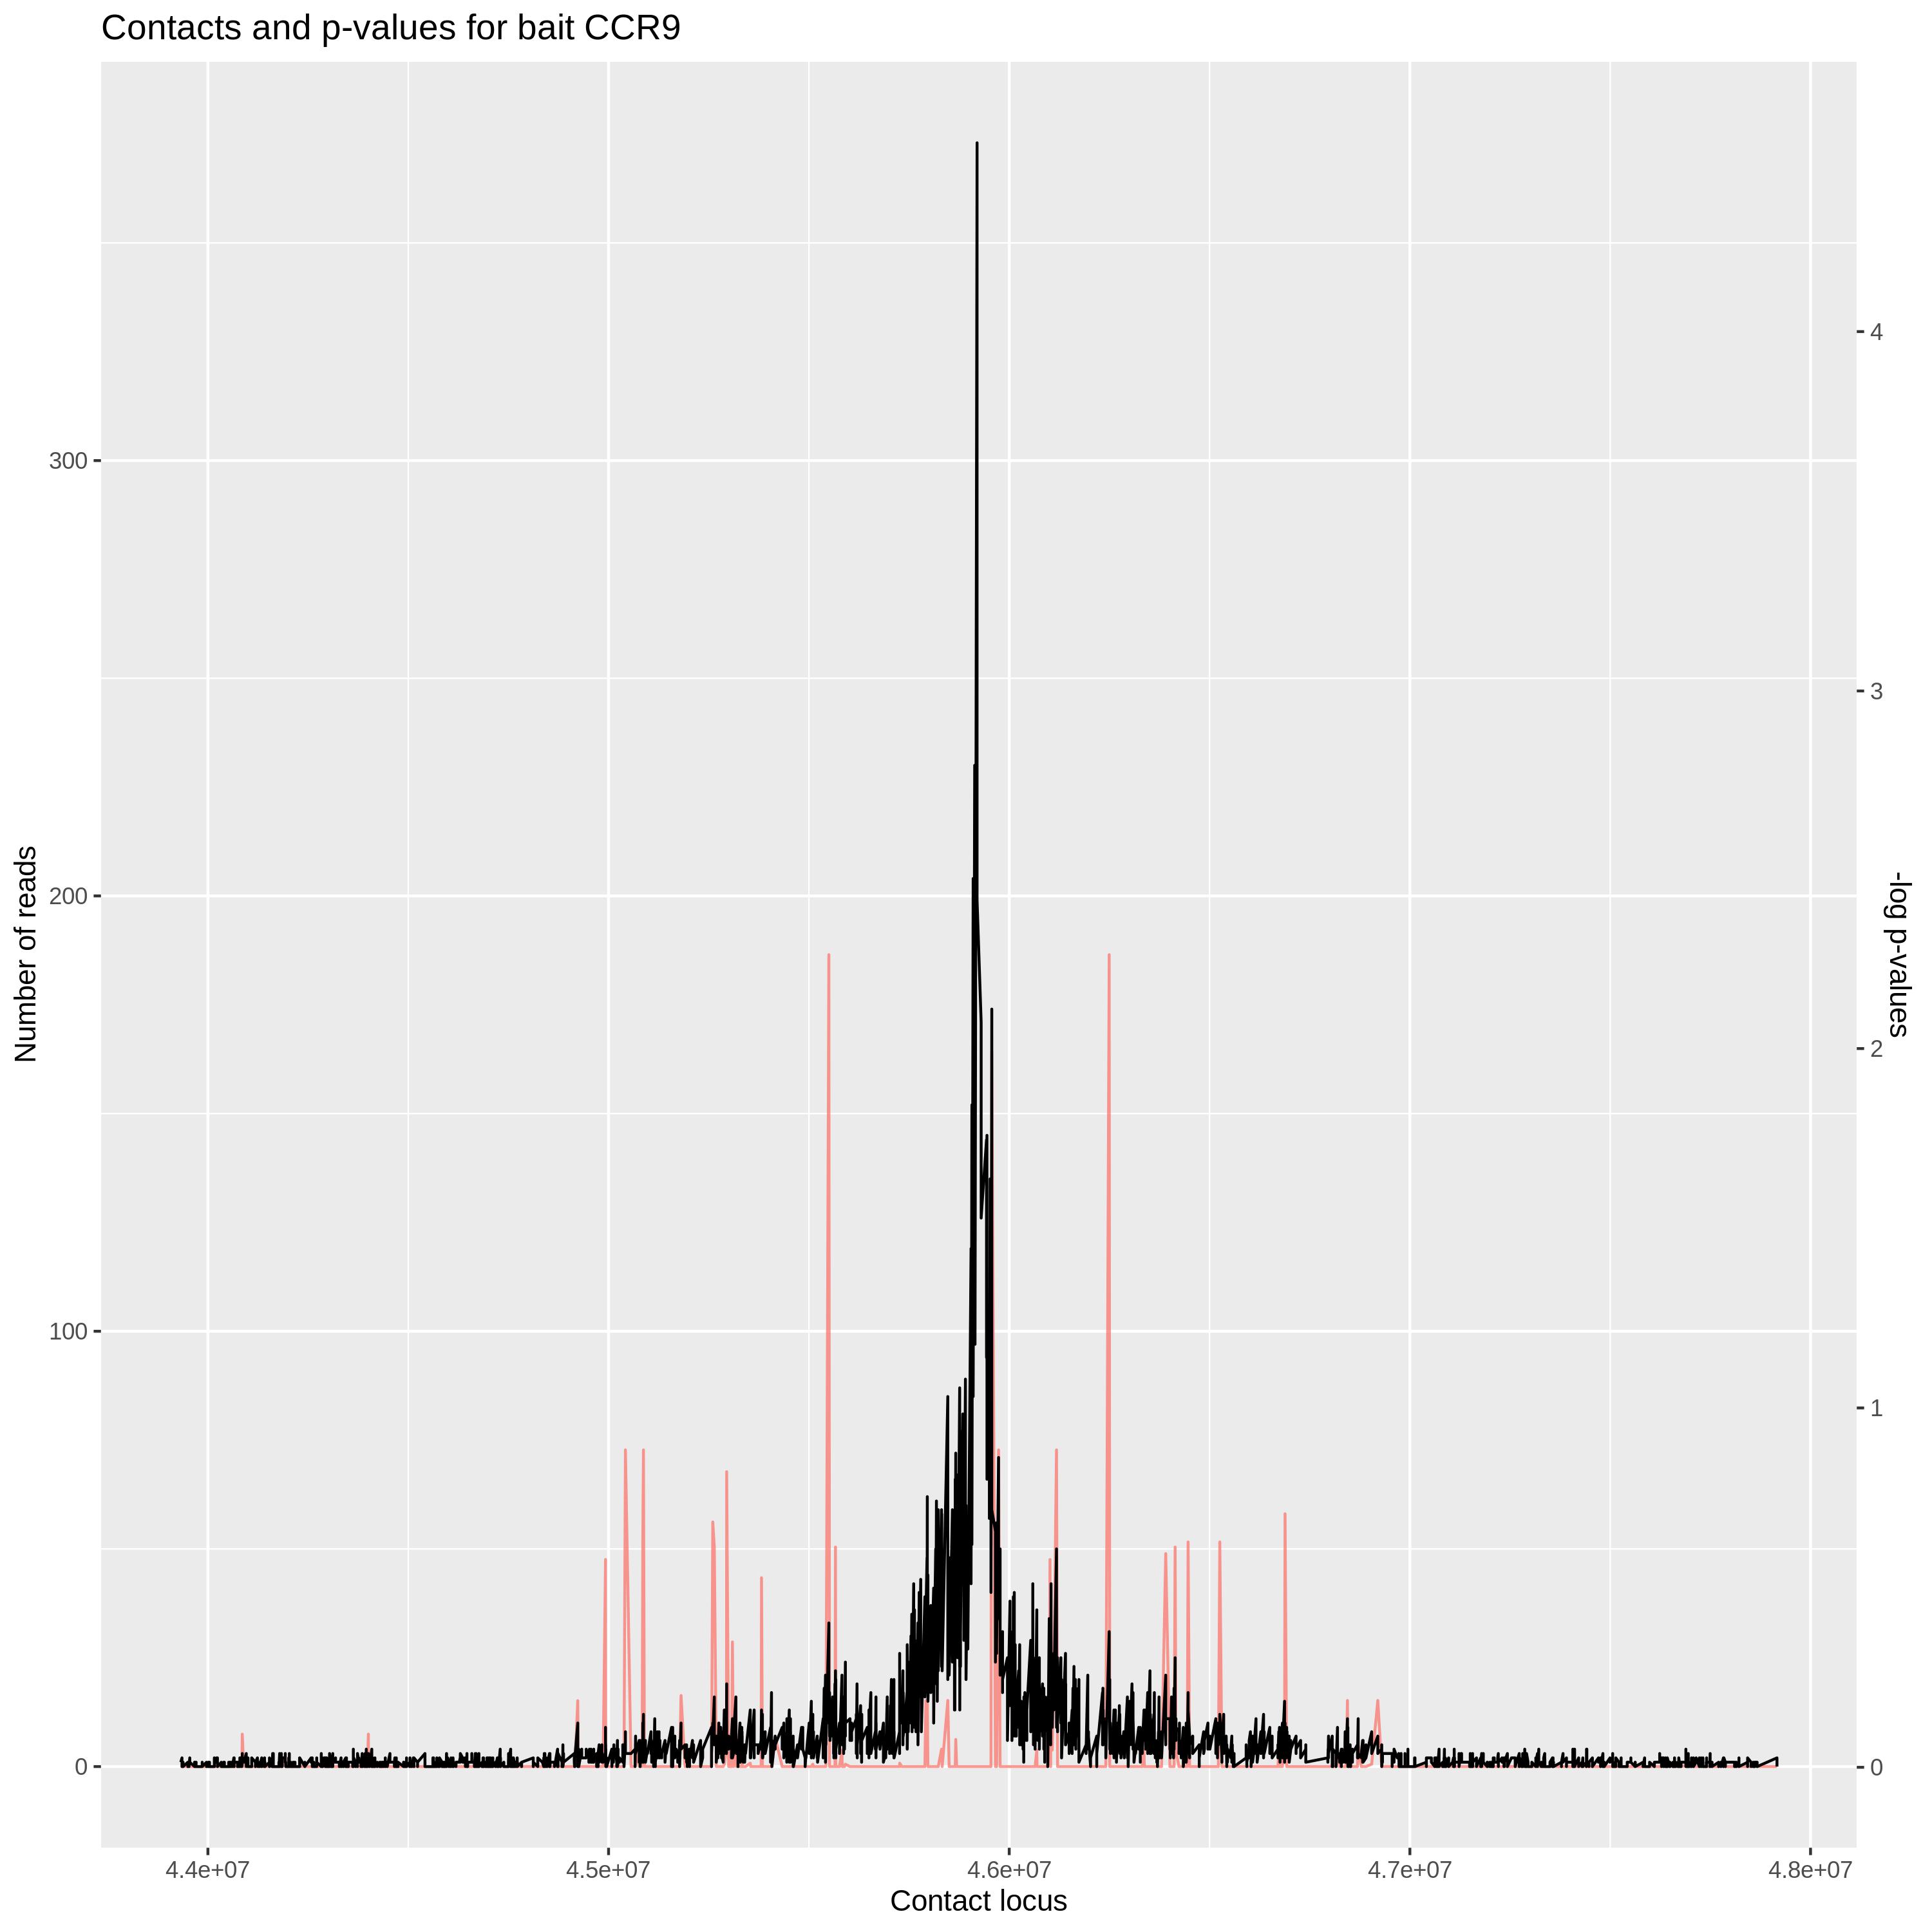 Contacts and p-values for bait CCR9
Number of reads
300
200
100
0
4
3
2
1
0
-log p-values
4.4e+07 4.5e+07 4.6e+07 4.7e+07 4.8e+07
Contact locus